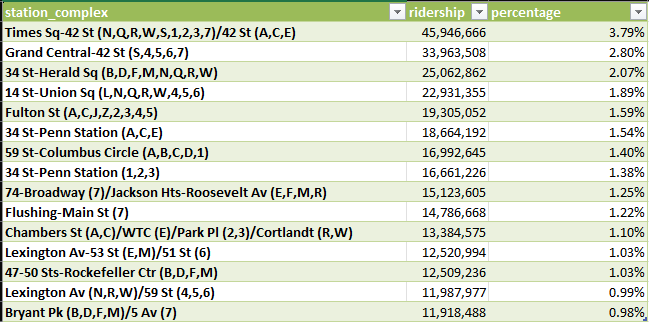 station_complex ridership percentage
Times Sq-42 St (N,Q,R,W,S,1,2,3,7)/42 St (A,C,E) 45,946,666 3.79%
Grand Central-42 St (S,4,5,6,7) 33,963,508 2.80%
34 St-Herald Sq (B,D,F,M,N,Q,R,W) 25,062,862 2.07%
14 St-Union Sq (L,N,Q,R,W,4,5,6) 22,931,355 1.89%
Fulton St (A,C,J,Z,2,3,4,5) 19,305,052 1.59%
34 St-Penn Station (A,C,E) 18,664,192 1.54%
59 St-Columbus Circle (A,B,C,D,1) 16,992,645 1.40%
34 St-Penn Station (1,2,3) 16,661,226 1.38%
74-Broadway (7)/Jackson Hts-Roosevelt Av (E,F,M,R) 15,123,605 1.25%
Flushing-Main St (7) 14,786,668 1.22%
Chambers St (A,C)/WTC (E)/Park Pl (2,3)/Cortlandt (R,W) 13,384,575 1.10%
Lexington Av-53 St (E,M)/51 St (6) 12,520,994 1.03%
47-50 Sts-Rockefeller Ctr (B,D,F,M) 12,509,236 1.03%
Lexington Av (N,R,W)/59 St (4,5,6) 11,987,977 0.99%
Bryant Pk (B,D,F,M)/5 Av (7) 11,918,488 0.98%